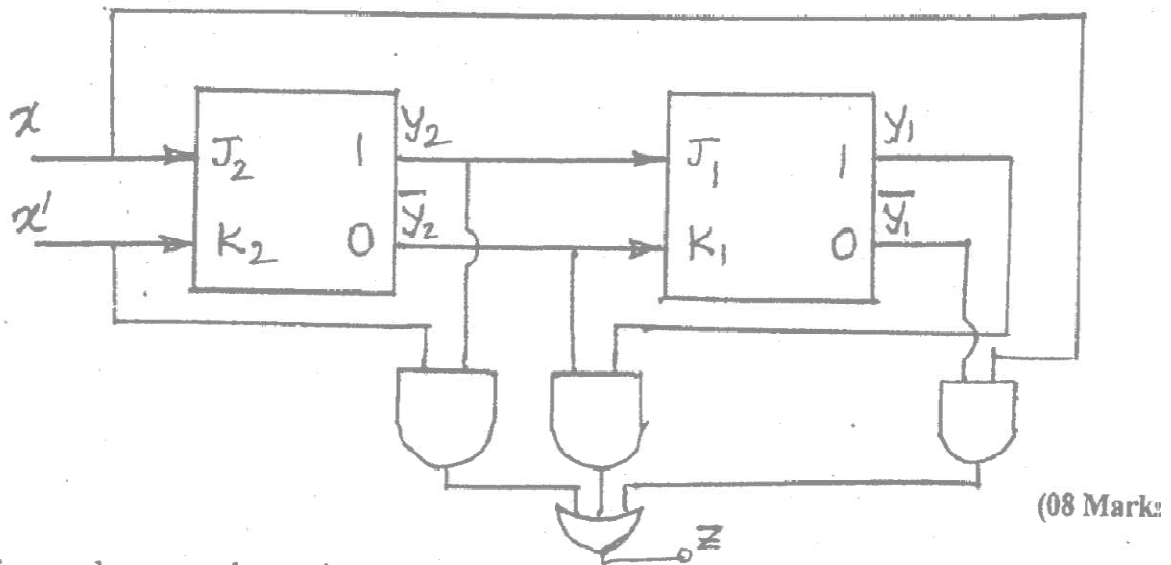 x
x'
J₂ 1
K₂ 0
y₂
y̅₂
J₁ 1
K₁ 0
y₁
y̅₁
z
(08 Marks